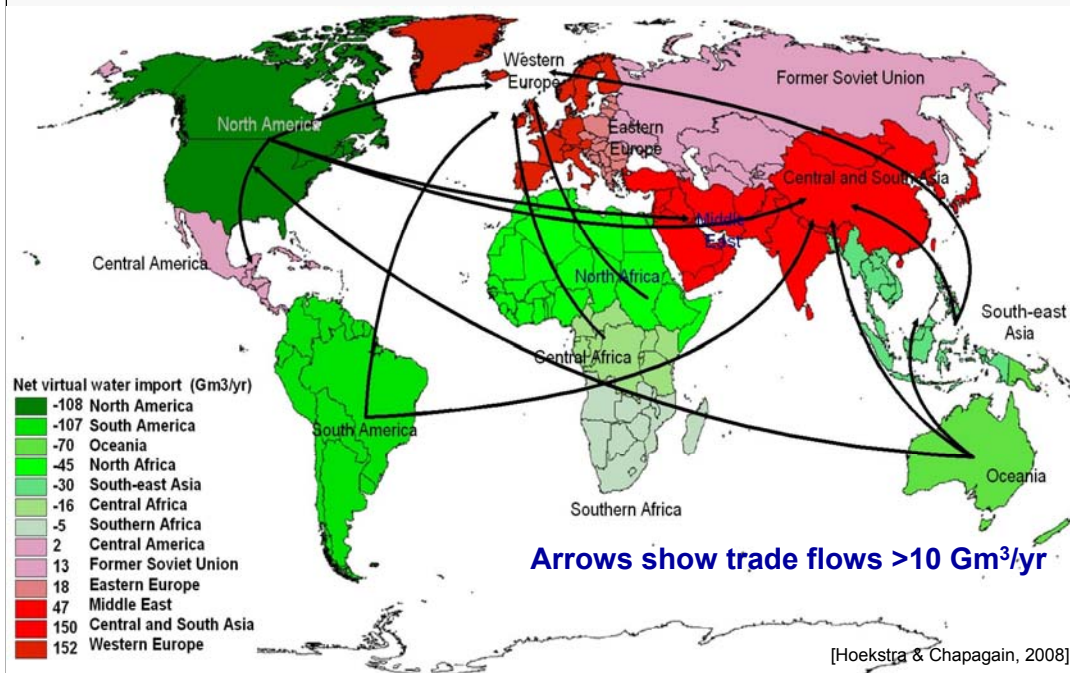 Western
Europe
Former Soviet Union
North America
Eastern
Europe
Central and South Asia
Middle
East
Central America
North Africa
South-east
Asia
Central Africa
South America
Oceania
Southern Africa
Net virtual water import (Gm3/yr)
-108 North America
-107 South America
-70 Oceania
-45 North Africa
-30 South-east Asia
-16 Central Africa
-5 Southern Africa
2 Central America
13 Former Soviet Union
18 Eastern Europe
47 Middle East
150 Central and South Asia
152 Western Europe
Arrows show trade flows >10 Gm³/yr
[Hoekstra & Chapagain, 2008]